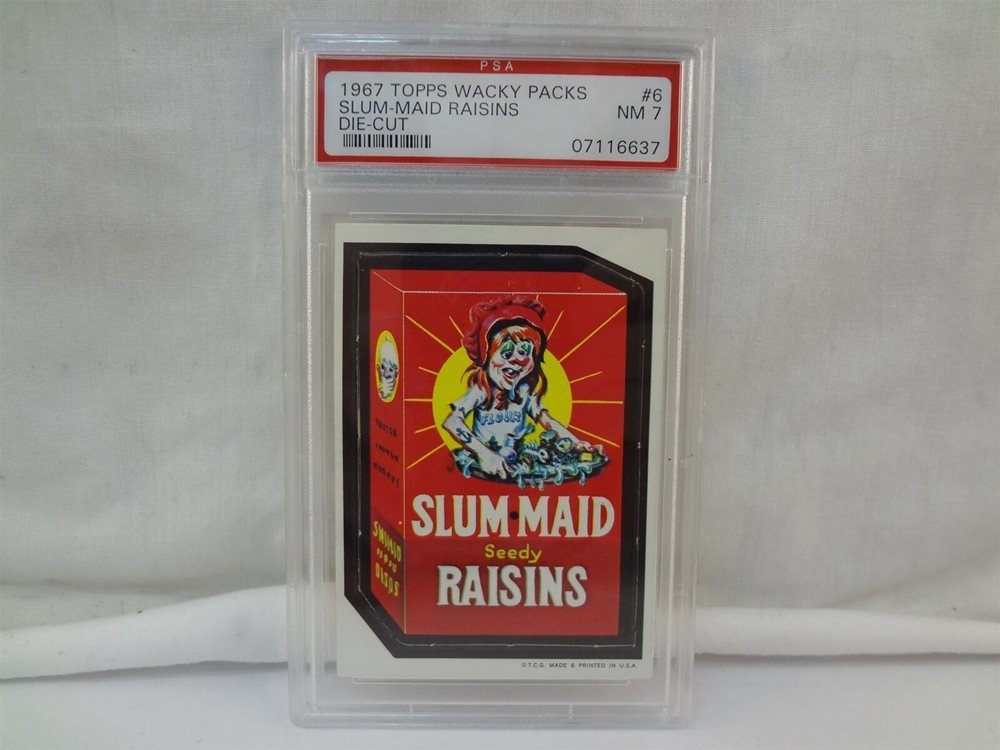 PSA
1967 TOPPS WACKY PACKS #6
SLUM-MAID RAISINS NM 7
DIE-CUT
07116637
FLOUR
SLUM·MAID
Seedy
RAISINS
© T.C.G. MADE & PRINTED IN U.S.A.